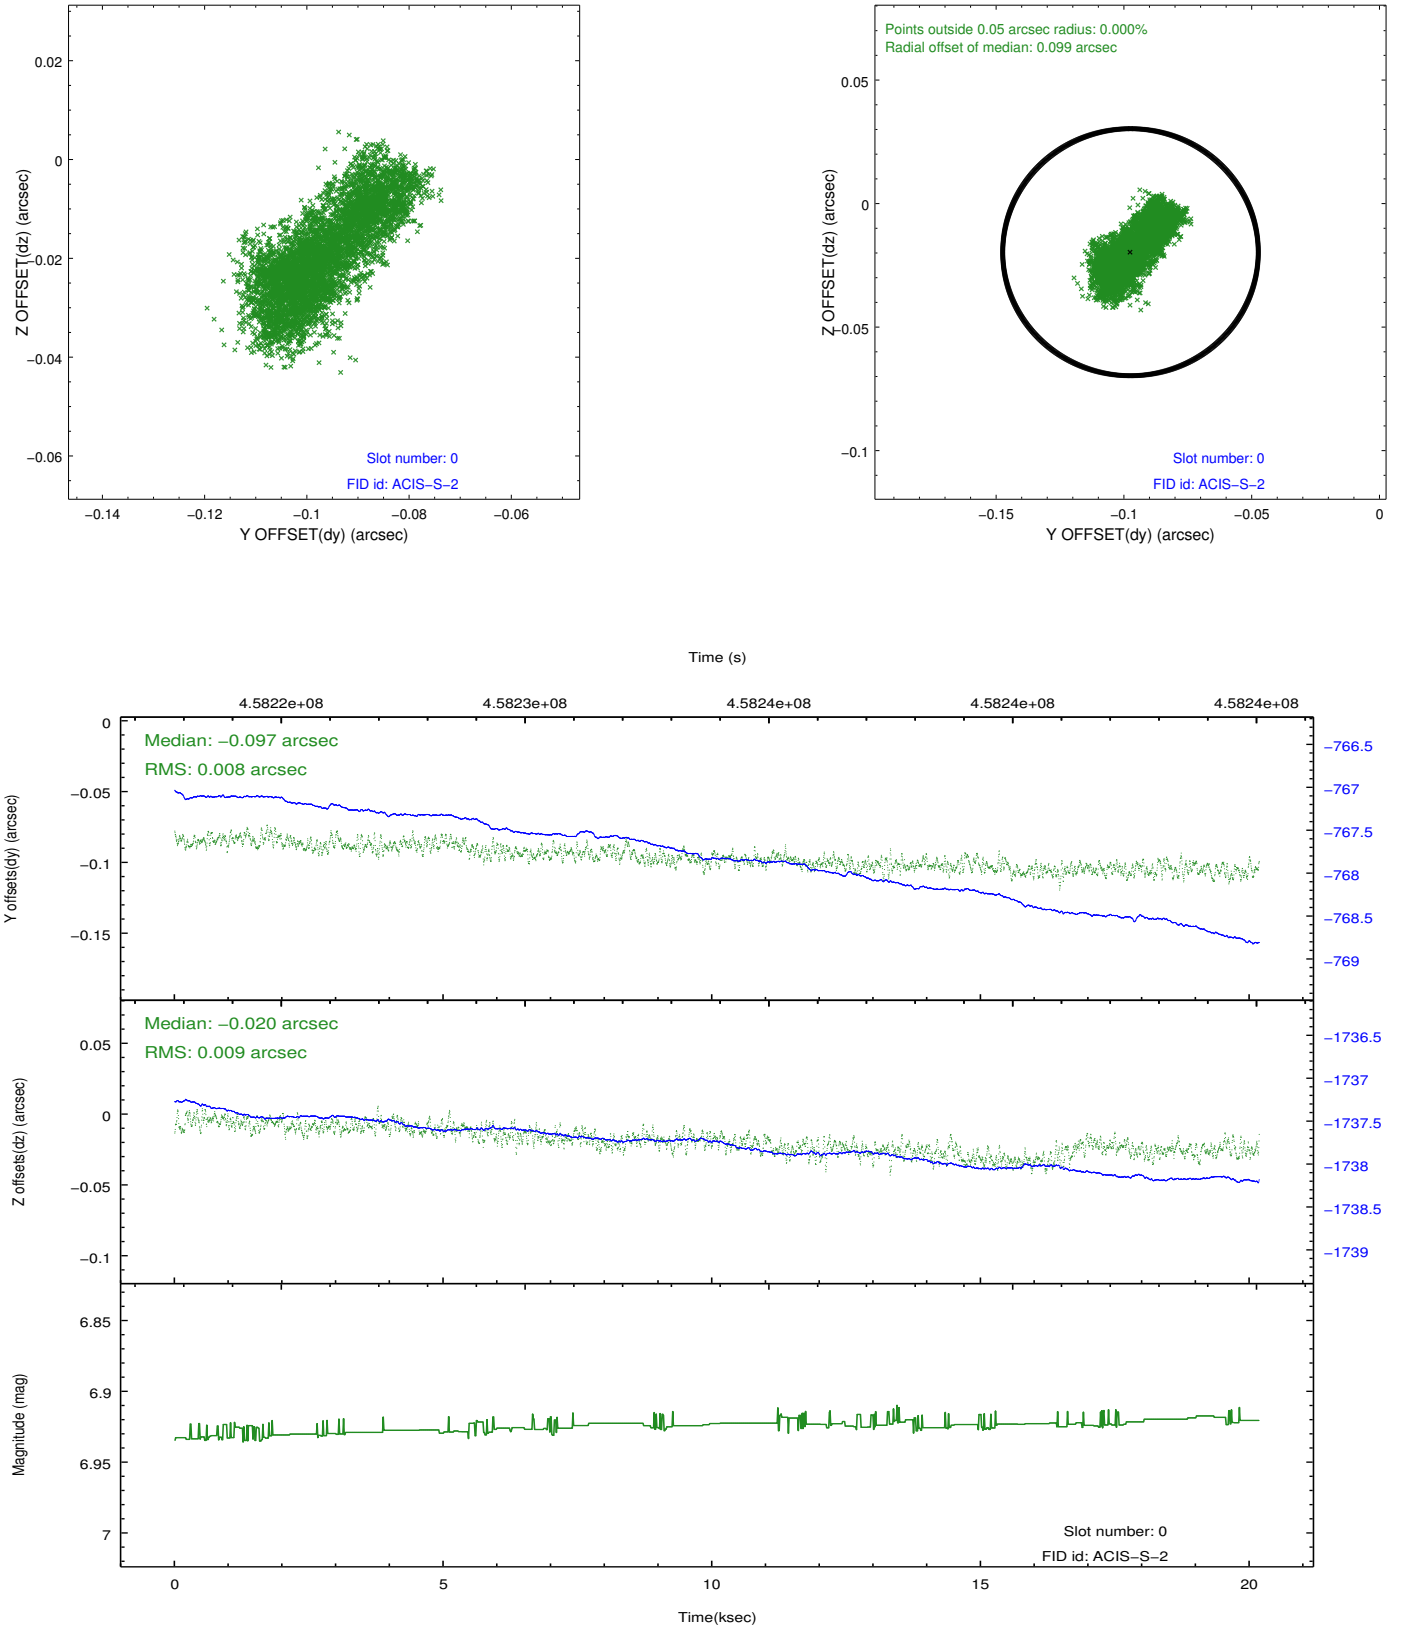 0.02
0
−0.02
−0.04
−0.06
Z OFFSET(dz) (arcsec)
Slot number: 0
FID id: ACIS−S−2
−0.14
−0.12
−0.1
−0.08
−0.06
Y OFFSET(dy) (arcsec)
Points outside 0.05 arcsec radius: 0.000%
Radial offset of median: 0.099 arcsec
0.05
0
−0.05
−0.1
Z OFFSET(dz) (arcsec)
Slot number: 0
FID id: ACIS−S−2
−0.15
−0.1
−0.05
0
Y OFFSET(dy) (arcsec)
Time (s)
4.5822e+08
4.5823e+08
4.5824e+08
4.5824e+08
4.5824e+08
Median: −0.097 arcsec
RMS: 0.008 arcsec
0
−0.05
−0.1
−0.15
Y offsets(dy) (arcsec)
−766.5
−767
−767.5
−768
−768.5
−769
Median: −0.020 arcsec
RMS: 0.009 arcsec
0.05
0
−0.05
−0.1
Z offsets(dz) (arcsec)
−1736.5
−1737
−1737.5
−1738
−1738.5
−1739
6.85
6.9
6.95
7
Magnitude (mag)
Slot number: 0
FID id: ACIS−S−2
0
5
10
15
20
Time(ksec)